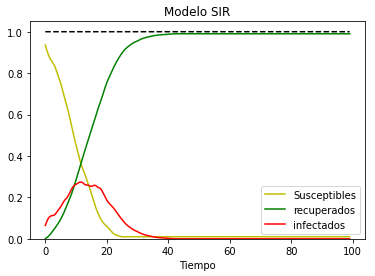 Modelo SIR
1.0
0.8
0.6
0.4
0.2
0.0
Susceptibles
recuperados
infectados
0 20 40 60 80 100
Tiempo